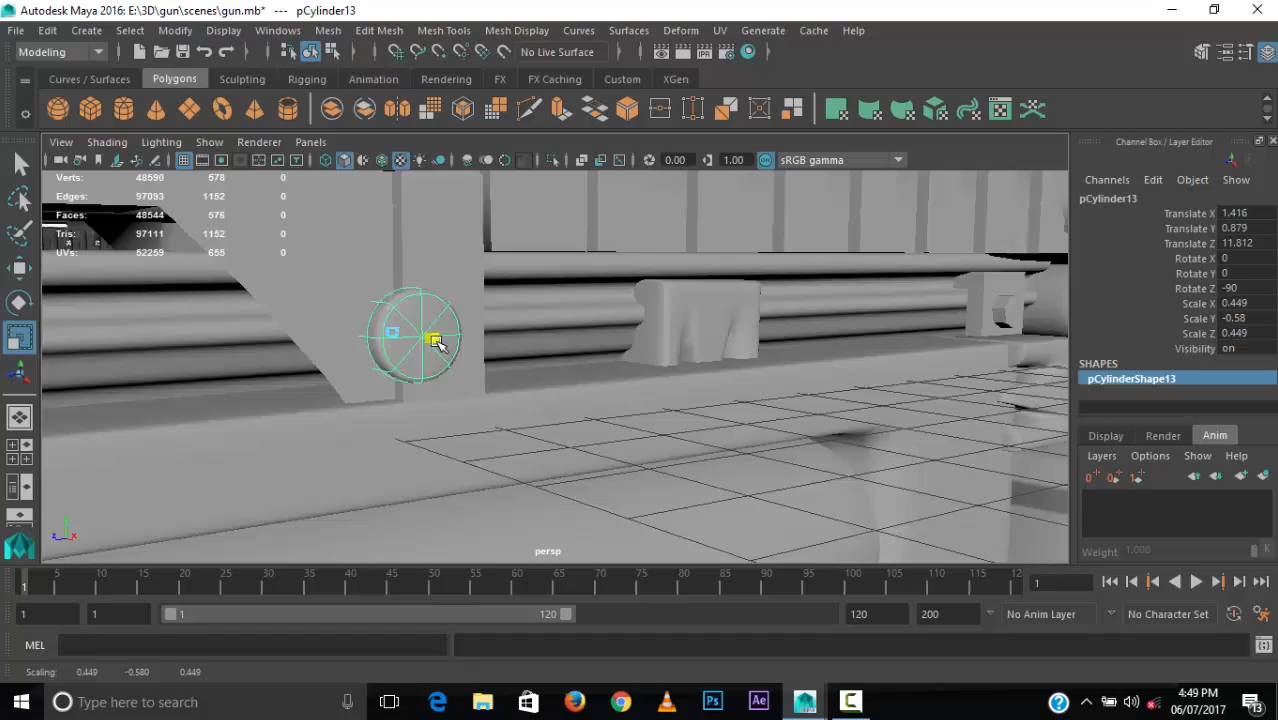 Autodesk Maya 2016: E:\3D\gun\scenes\gun.mb* --- pCylinder13
File Edit Create Select Modify Display Windows Mesh Edit Mesh Mesh Tools Mesh Display Curves Surfaces Deform UV Generate Cache Help
Modeling No Live Surface
Curves / Surfaces Polygons Sculpting Rigging Animation Rendering FX FX Caching Custom XGen
View Shading Lighting Show Renderer Panels
0.00 1.00 sRGB gamma
Verts: 48590 578 0
Edges: 97093 1152 0
Faces: 48544 576 0
Tris: 97111 1152 0
UVs: 52259 655 0
persp
Channel Box / Layer Editor
Channels Edit Object Show
pCylinder13
Translate X 1.416
Translate Y 0.879
Translate Z 11.812
Rotate X 0
Rotate Y 0
Rotate Z -90
Scale X 0.449
Scale Y -0.58
Scale Z 0.449
Visibility on
SHAPES
pCylinderShape13
Display Render Anim
Layers Options Show Help
Weight 1.000
5 10 15 20 25 30 35 40 45 50 55 60 65 70 75 80 85 90 95 100 105 110 115 12
1 1
1 1 1 120 120 200 No Anim Layer No Character Set
MEL
Scaling: 0.449 -0.580 0.449
Type here to search
4:49 PM
06/07/2017
13